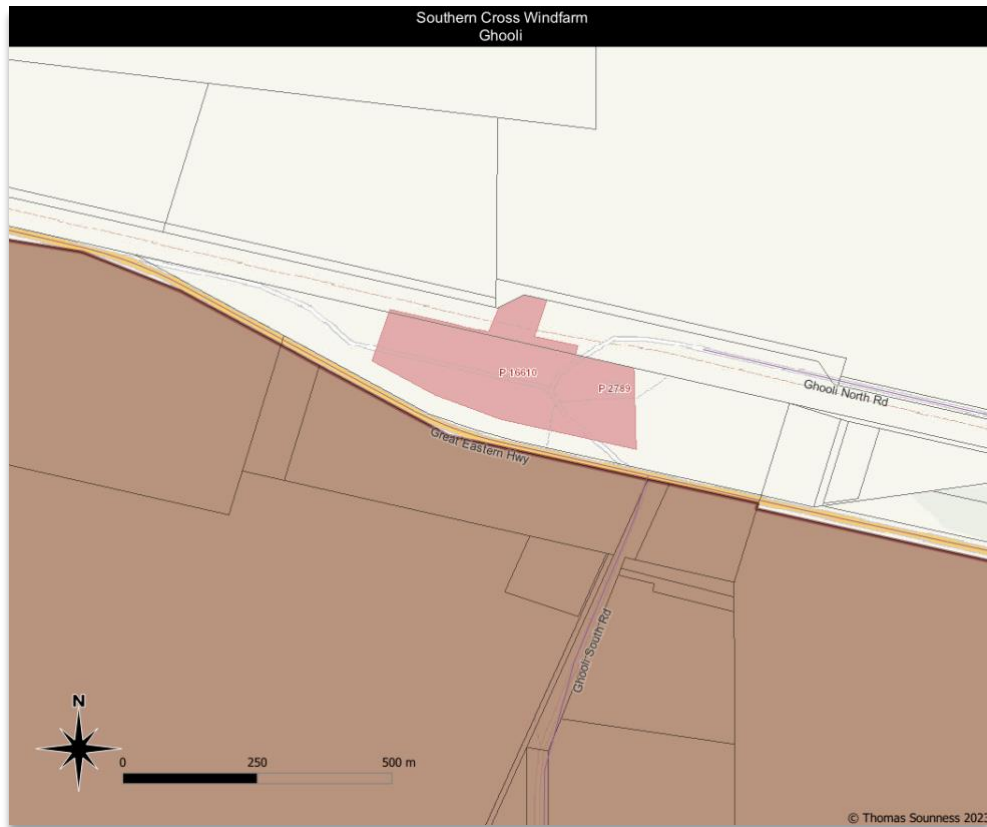 Southern Cross Windfarm
Ghooli
P 16610
P 2789
Ghooli North Rd
Great Eastern Hwy
Ghooli South Rd
N
0 250 500 m
© Thomas Sounness 2023